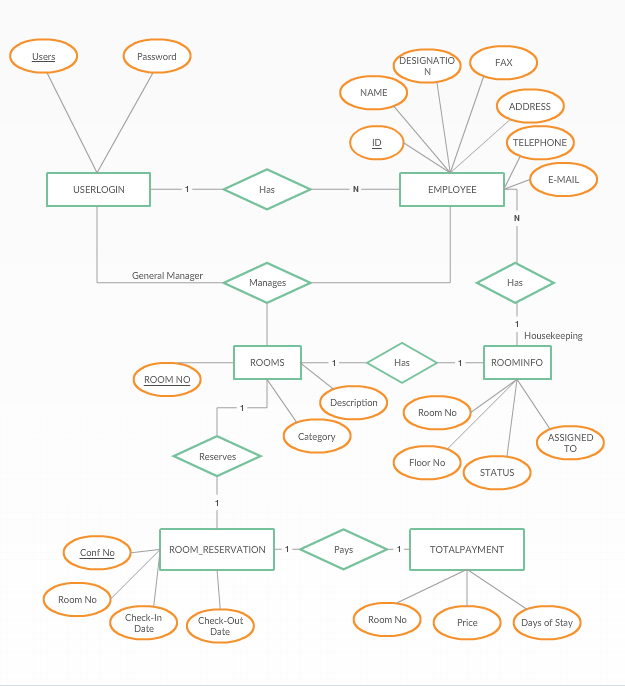 Users
Password
DESIGNATIO
N
FAX
NAME
ADDRESS
ID
TELEPHONE
E-MAIL
USERLOGIN
1
Has
N
EMPLOYEE
N
General Manager
Manages
Has
1
Housekeeping
ROOMS
1
Has
1
ROOMINFO
ROOM NO
Description
1
Category
Room No
ASSIGNED
TO
Reserves
Floor No
STATUS
1
Conf No
ROOM_RESERVATION
1
Pays
1
TOTALPAYMENT
Room No
Check-In
Date
Check-Out
Date
Room No
Price
Days of Stay